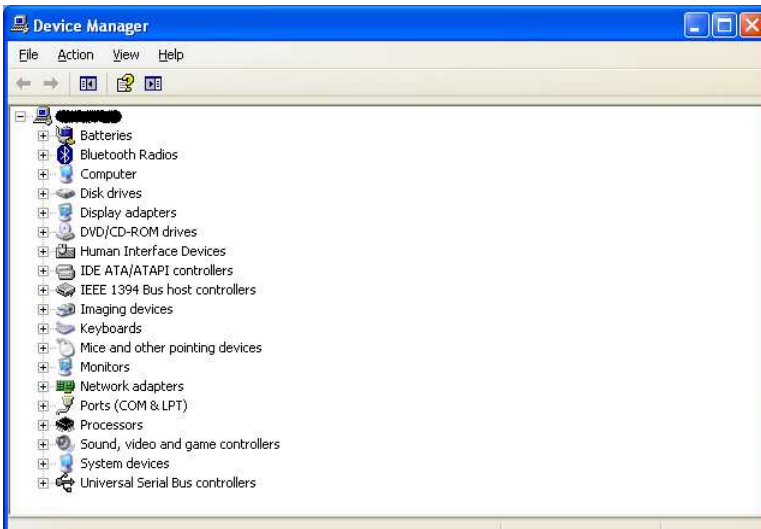 Device Manager
File Action View Help
Batteries
Bluetooth Radios
Computer
Disk drives
Display adapters
DVD/CD-ROM drives
Human Interface Devices
IDE ATA/ATAPI controllers
IEEE 1394 Bus host controllers
Imaging devices
Keyboards
Mice and other pointing devices
Monitors
Network adapters
Ports (COM & LPT)
Processors
Sound, video and game controllers
System devices
Universal Serial Bus controllers